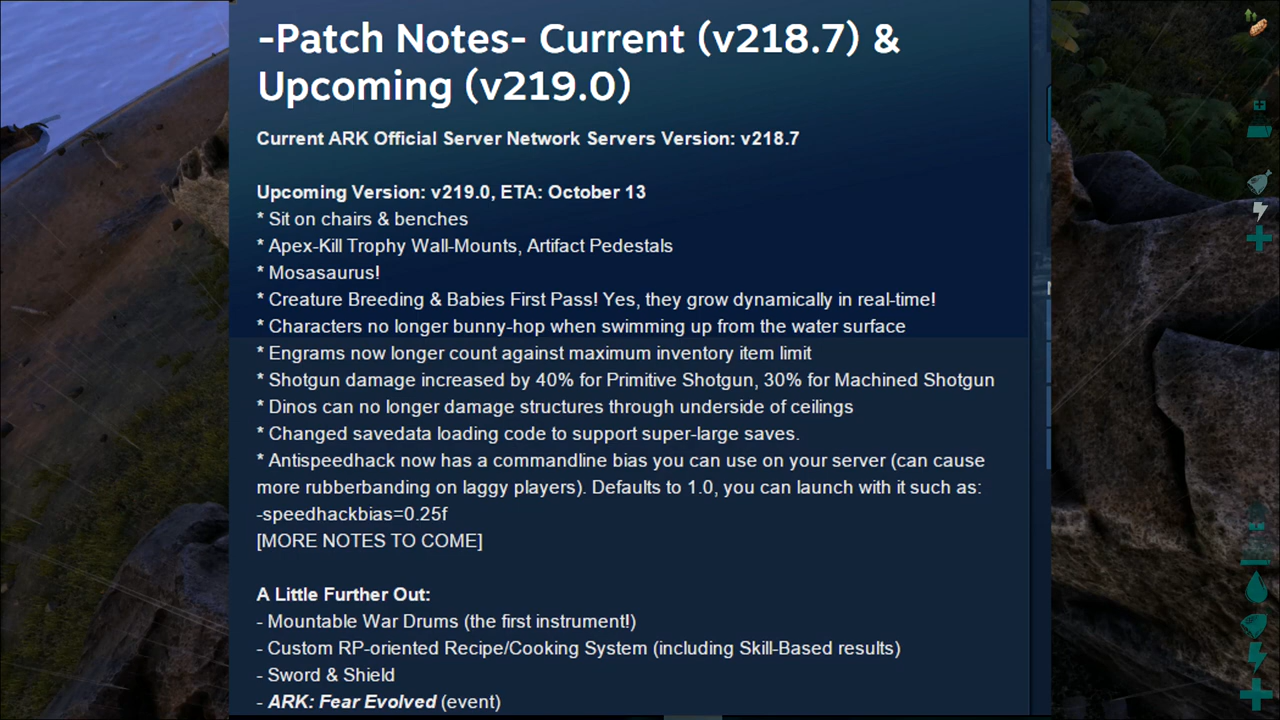 -Patch Notes- Current (v218.7) &
Upcoming (v219.0)
Current ARK Official Server Network Servers Version: v218.7
Upcoming Version: v219.0, ETA: October 13
* Sit on chairs & benches
* Apex-Kill Trophy Wall-Mounts, Artifact Pedestals
* Mosasaurus!
* Creature Breeding & Babies First Pass! Yes, they grow dynamically in real-time!
* Characters no longer bunny-hop when swimming up from the water surface
* Engrams now longer count against maximum inventory item limit
* Shotgun damage increased by 40% for Primitive Shotgun, 30% for Machined Shotgun
* Dinos can no longer damage structures through underside of ceilings
* Changed savedata loading code to support super-large saves.
* Antispeedhack now has a commandline bias you can use on your server (can cause
more rubberbanding on laggy players). Defaults to 1.0, you can launch with it such as:
-speedhackbias=0.25f
[MORE NOTES TO COME]
A Little Further Out:
- Mountable War Drums (the first instrument!)
- Custom RP-oriented Recipe/Cooking System (including Skill-Based results)
- Sword & Shield
- ARK: Fear Evolved (event)